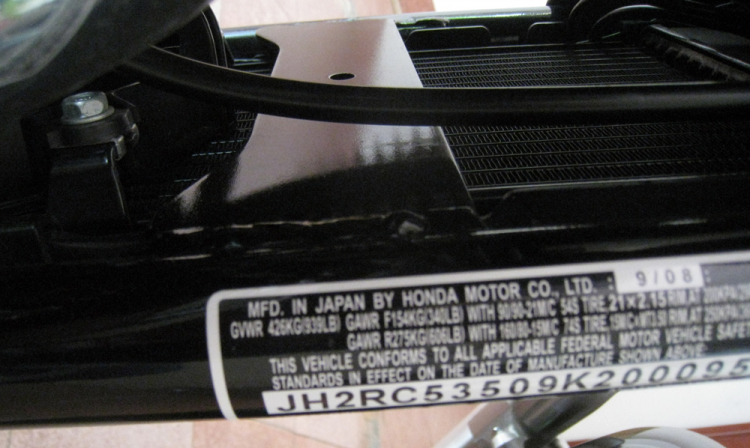 MFD. IN JAPAN BY HONDA MOTOR CO., LTD. : 9/08 :
GVWR 426KG(939LB) GAWR F154KG(340LB) WITH 90/90-21M/C 54S TIRE, 21×2.15 RIM AT
GAWR R275KG(606LB) WITH 160/80-15M/C 74S TIRE, RIM AT
THIS VEHICLE CONFORMS TO ALL APPLICABLE FEDERAL MOTOR VEHICLE
STANDARDS IN EFFECT ON THE DATE OF MANUFACTURE SHOWN ABOVE.
JH2RC53509K200095